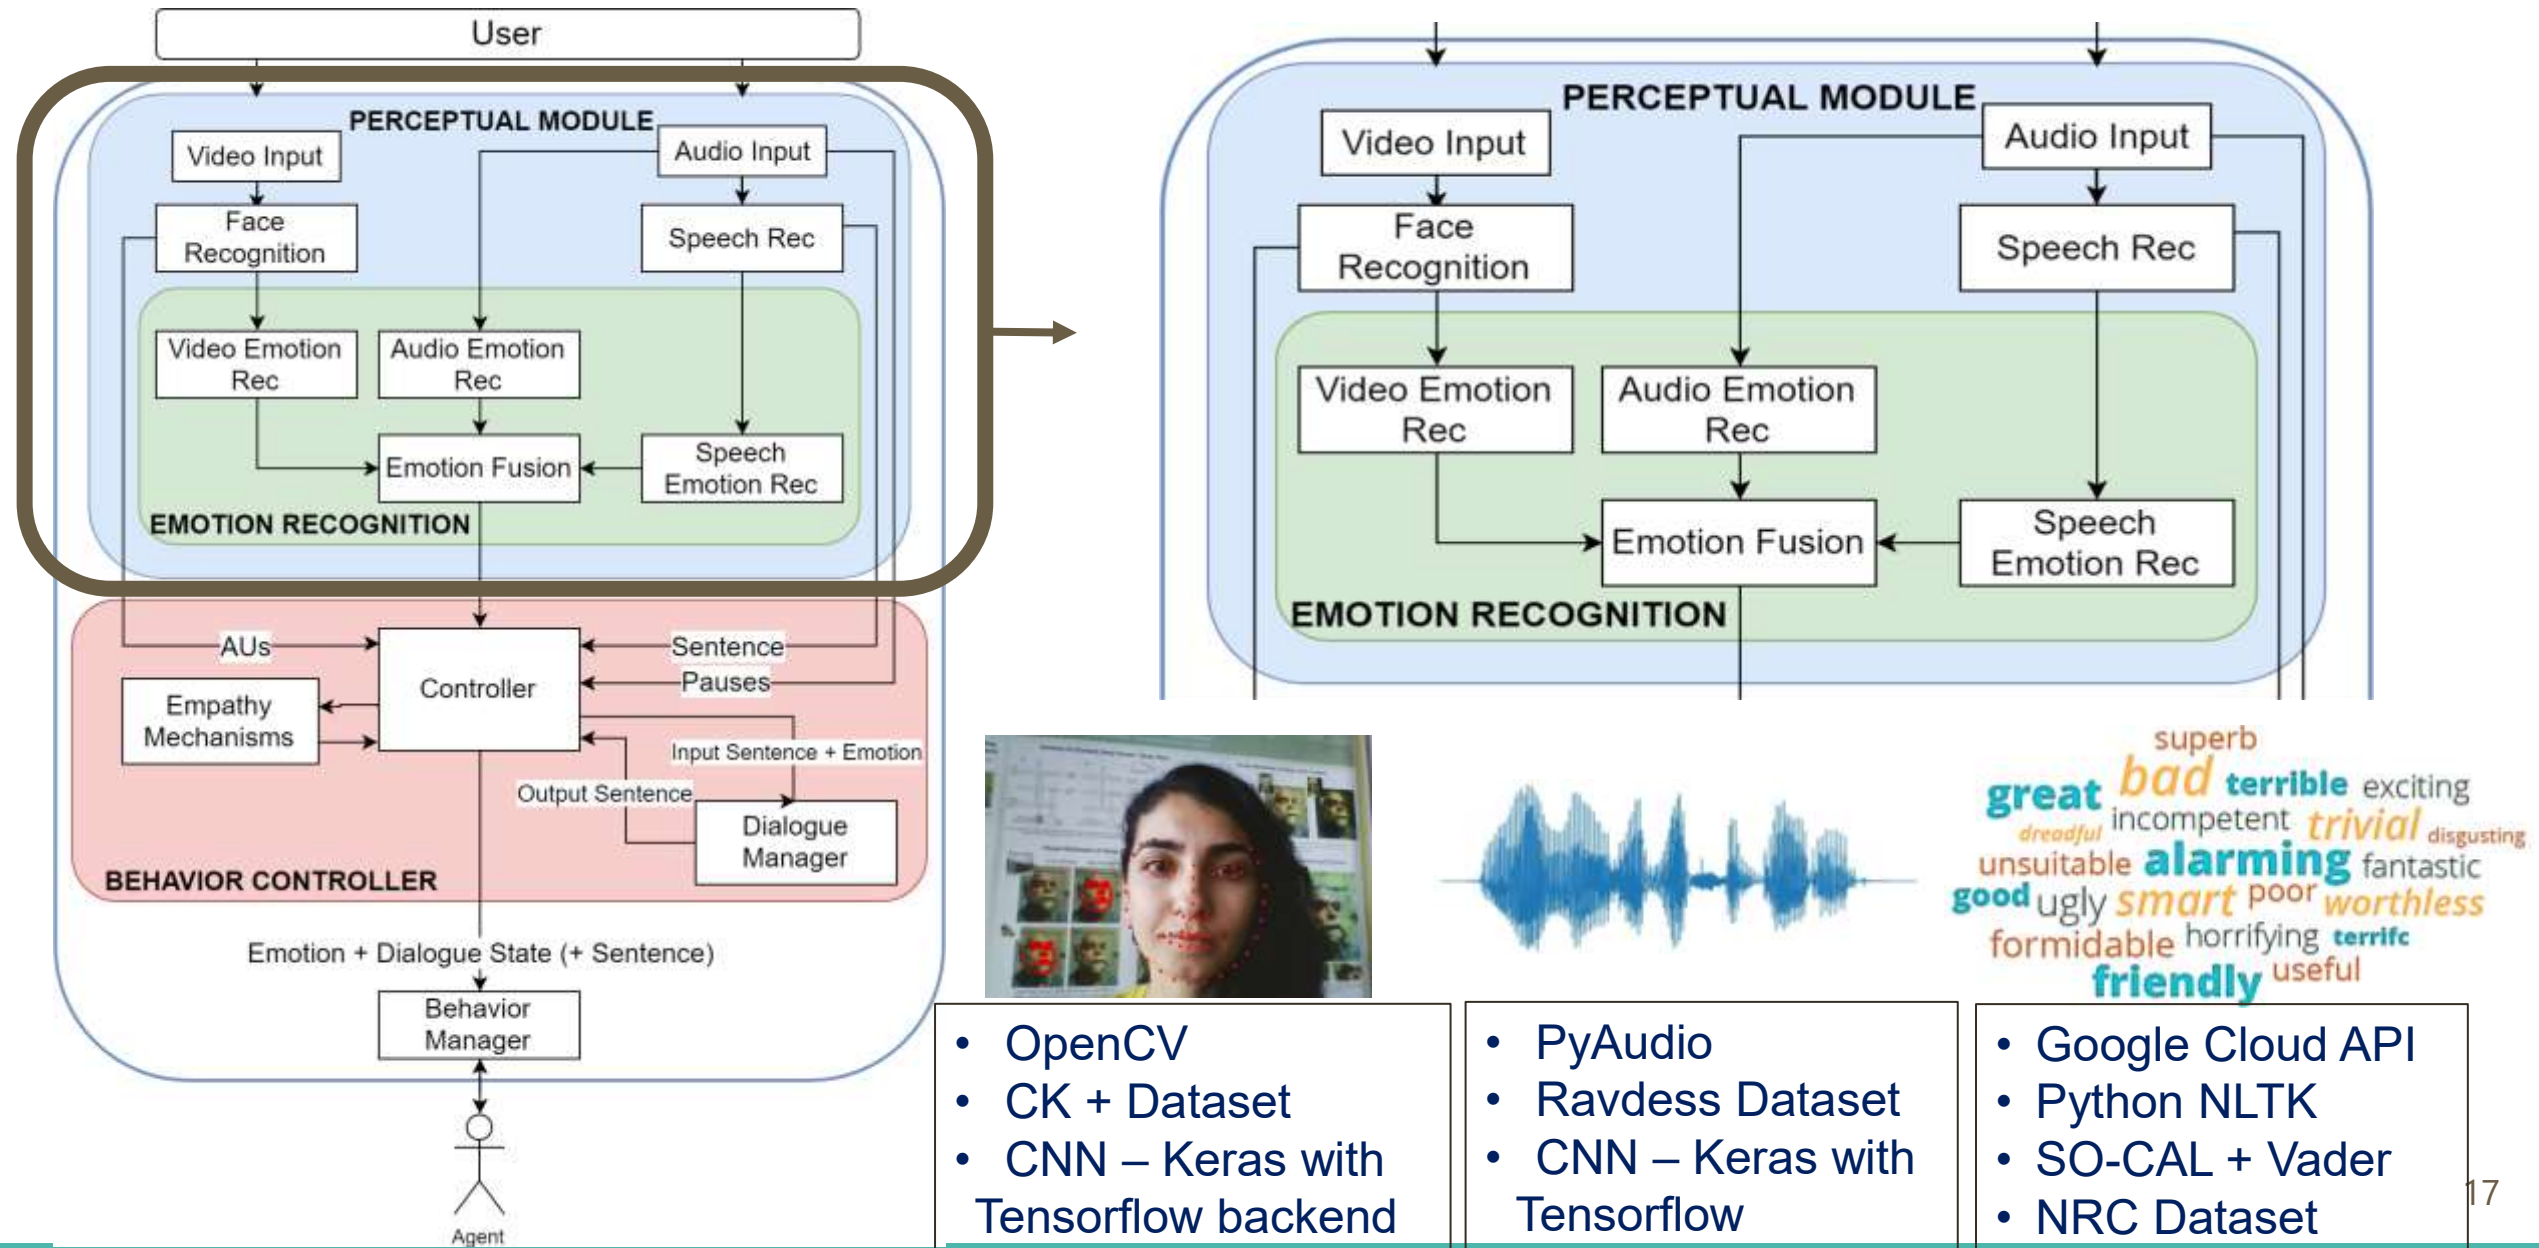 User
PERCEPTUAL MODULE
Video Input
Audio Input
Face
Recognition
Speech Rec
Video Emotion
Rec
Audio Emotion
Rec
Emotion Fusion
Speech
Emotion Rec
EMOTION RECOGNITION
AUs
Sentence
Pauses
Controller
Empathy
Mechanisms
Input Sentence + Emotion
Output Sentence
Dialogue
Manager
BEHAVIOR CONTROLLER
Emotion + Dialogue State (+ Sentence)
Behavior
Manager
Agent
PERCEPTUAL MODULE
Video Input
Audio Input
Face
Recognition
Speech Rec
Video Emotion
Rec
Audio Emotion
Rec
Emotion Fusion
Speech
Emotion Rec
EMOTION RECOGNITION
superb
great bad terrible exciting
dreadful incompetent trivial disgusting
unsuitable alarming fantastic
good ugly smart poor worthless
formidable horrifying terrifc
friendly useful
• OpenCV
• CK + Dataset
• CNN – Keras with
Tensorflow backend
• PyAudio
• Ravdess Dataset
• CNN – Keras with
Tensorflow
• Google Cloud API
• Python NLTK
• SO-CAL + Vader
• NRC Dataset
17